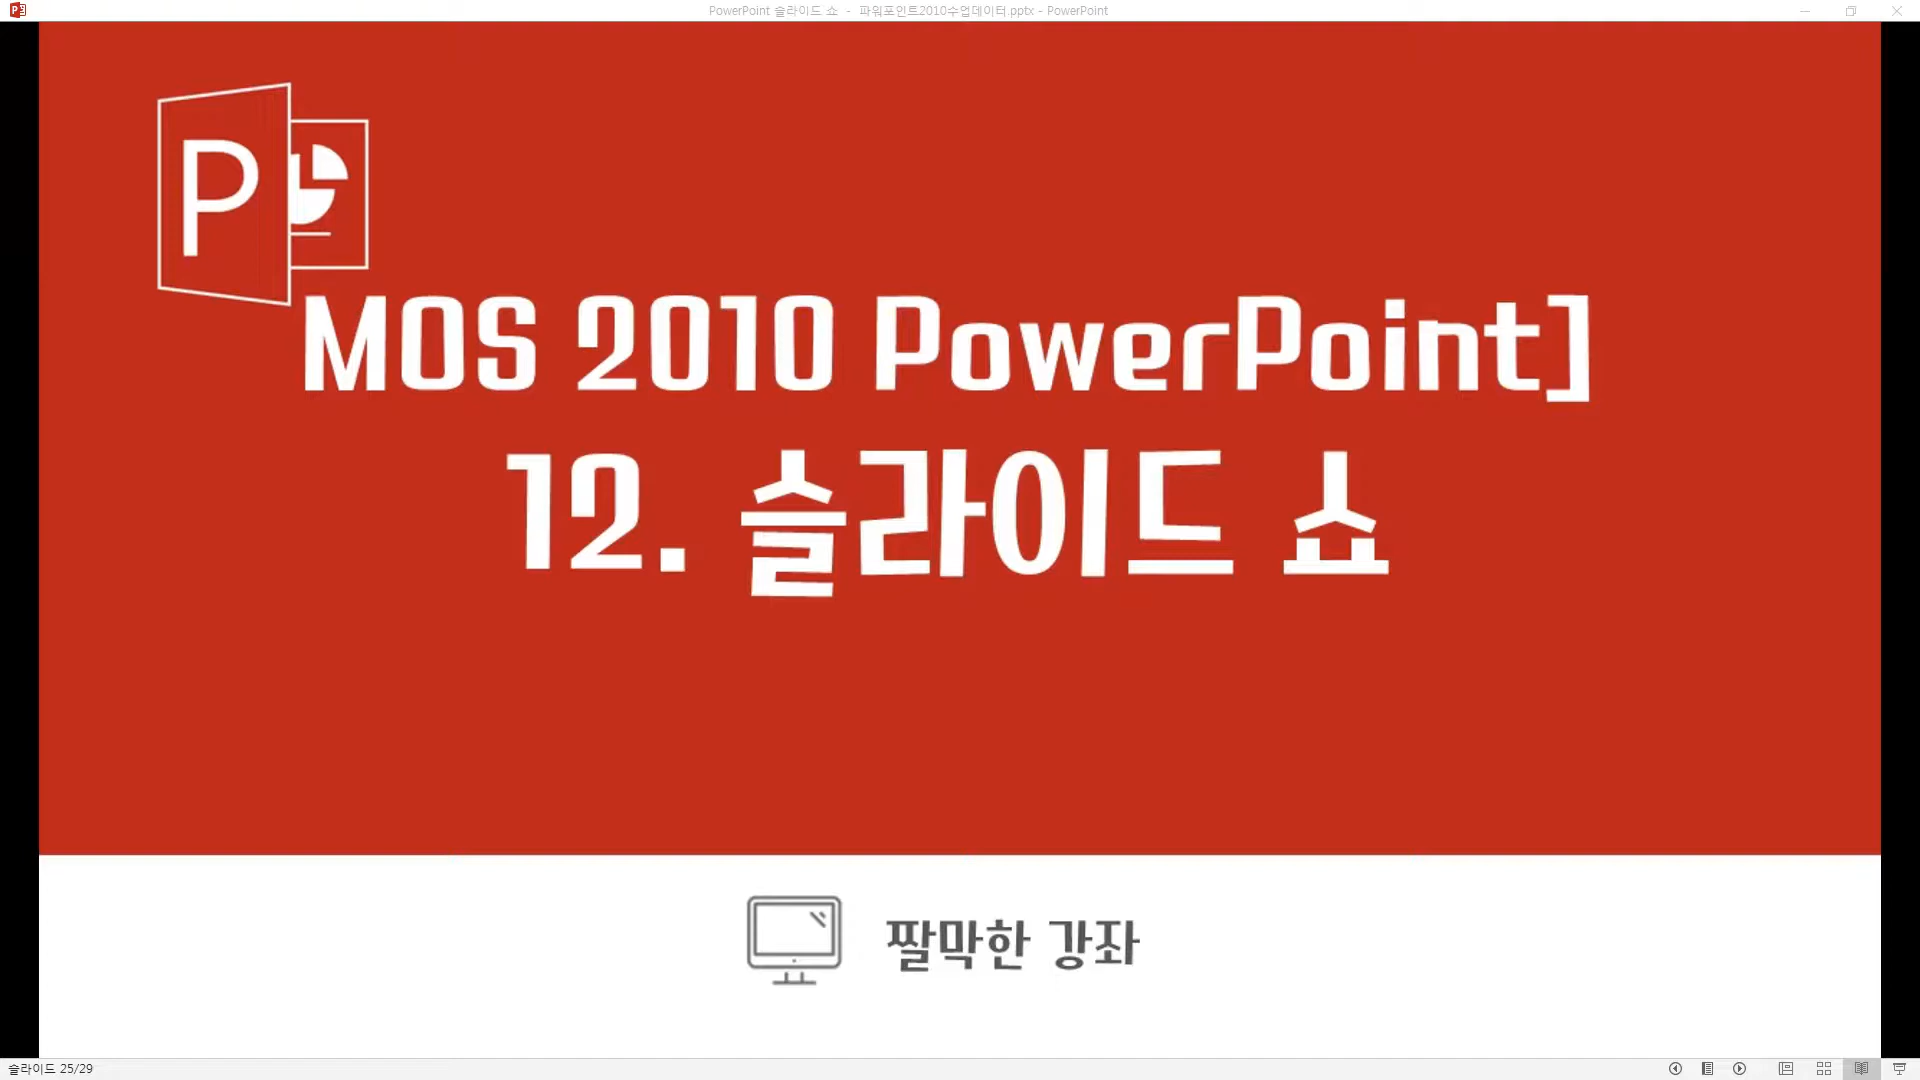 PowerPoint 슬라이드 쇼 - 파워포인트2010수업데이터.pptx - PowerPoint
P
MOS 2010 PowerPoint]
12. 슬라이드 쇼
짤막한 강좌
슬라이드 25/29